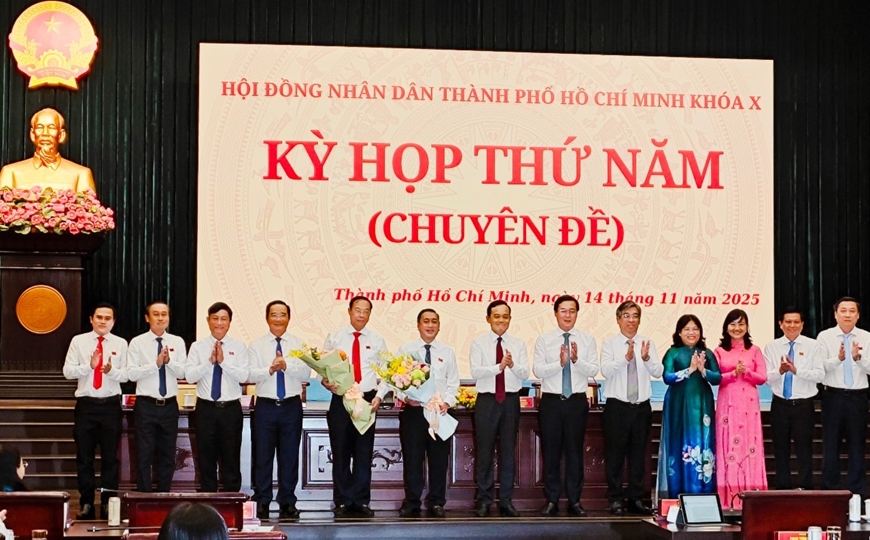 HỘI ĐỒNG NHÂN DÂN THÀNH PHỐ HỒ CHÍ MINH KHÓA X
KỲ HỌP THỨ NĂM
(CHUYÊN ĐỀ)
Thành phố Hồ Chí Minh, ngày 14 tháng 11 năm 2025